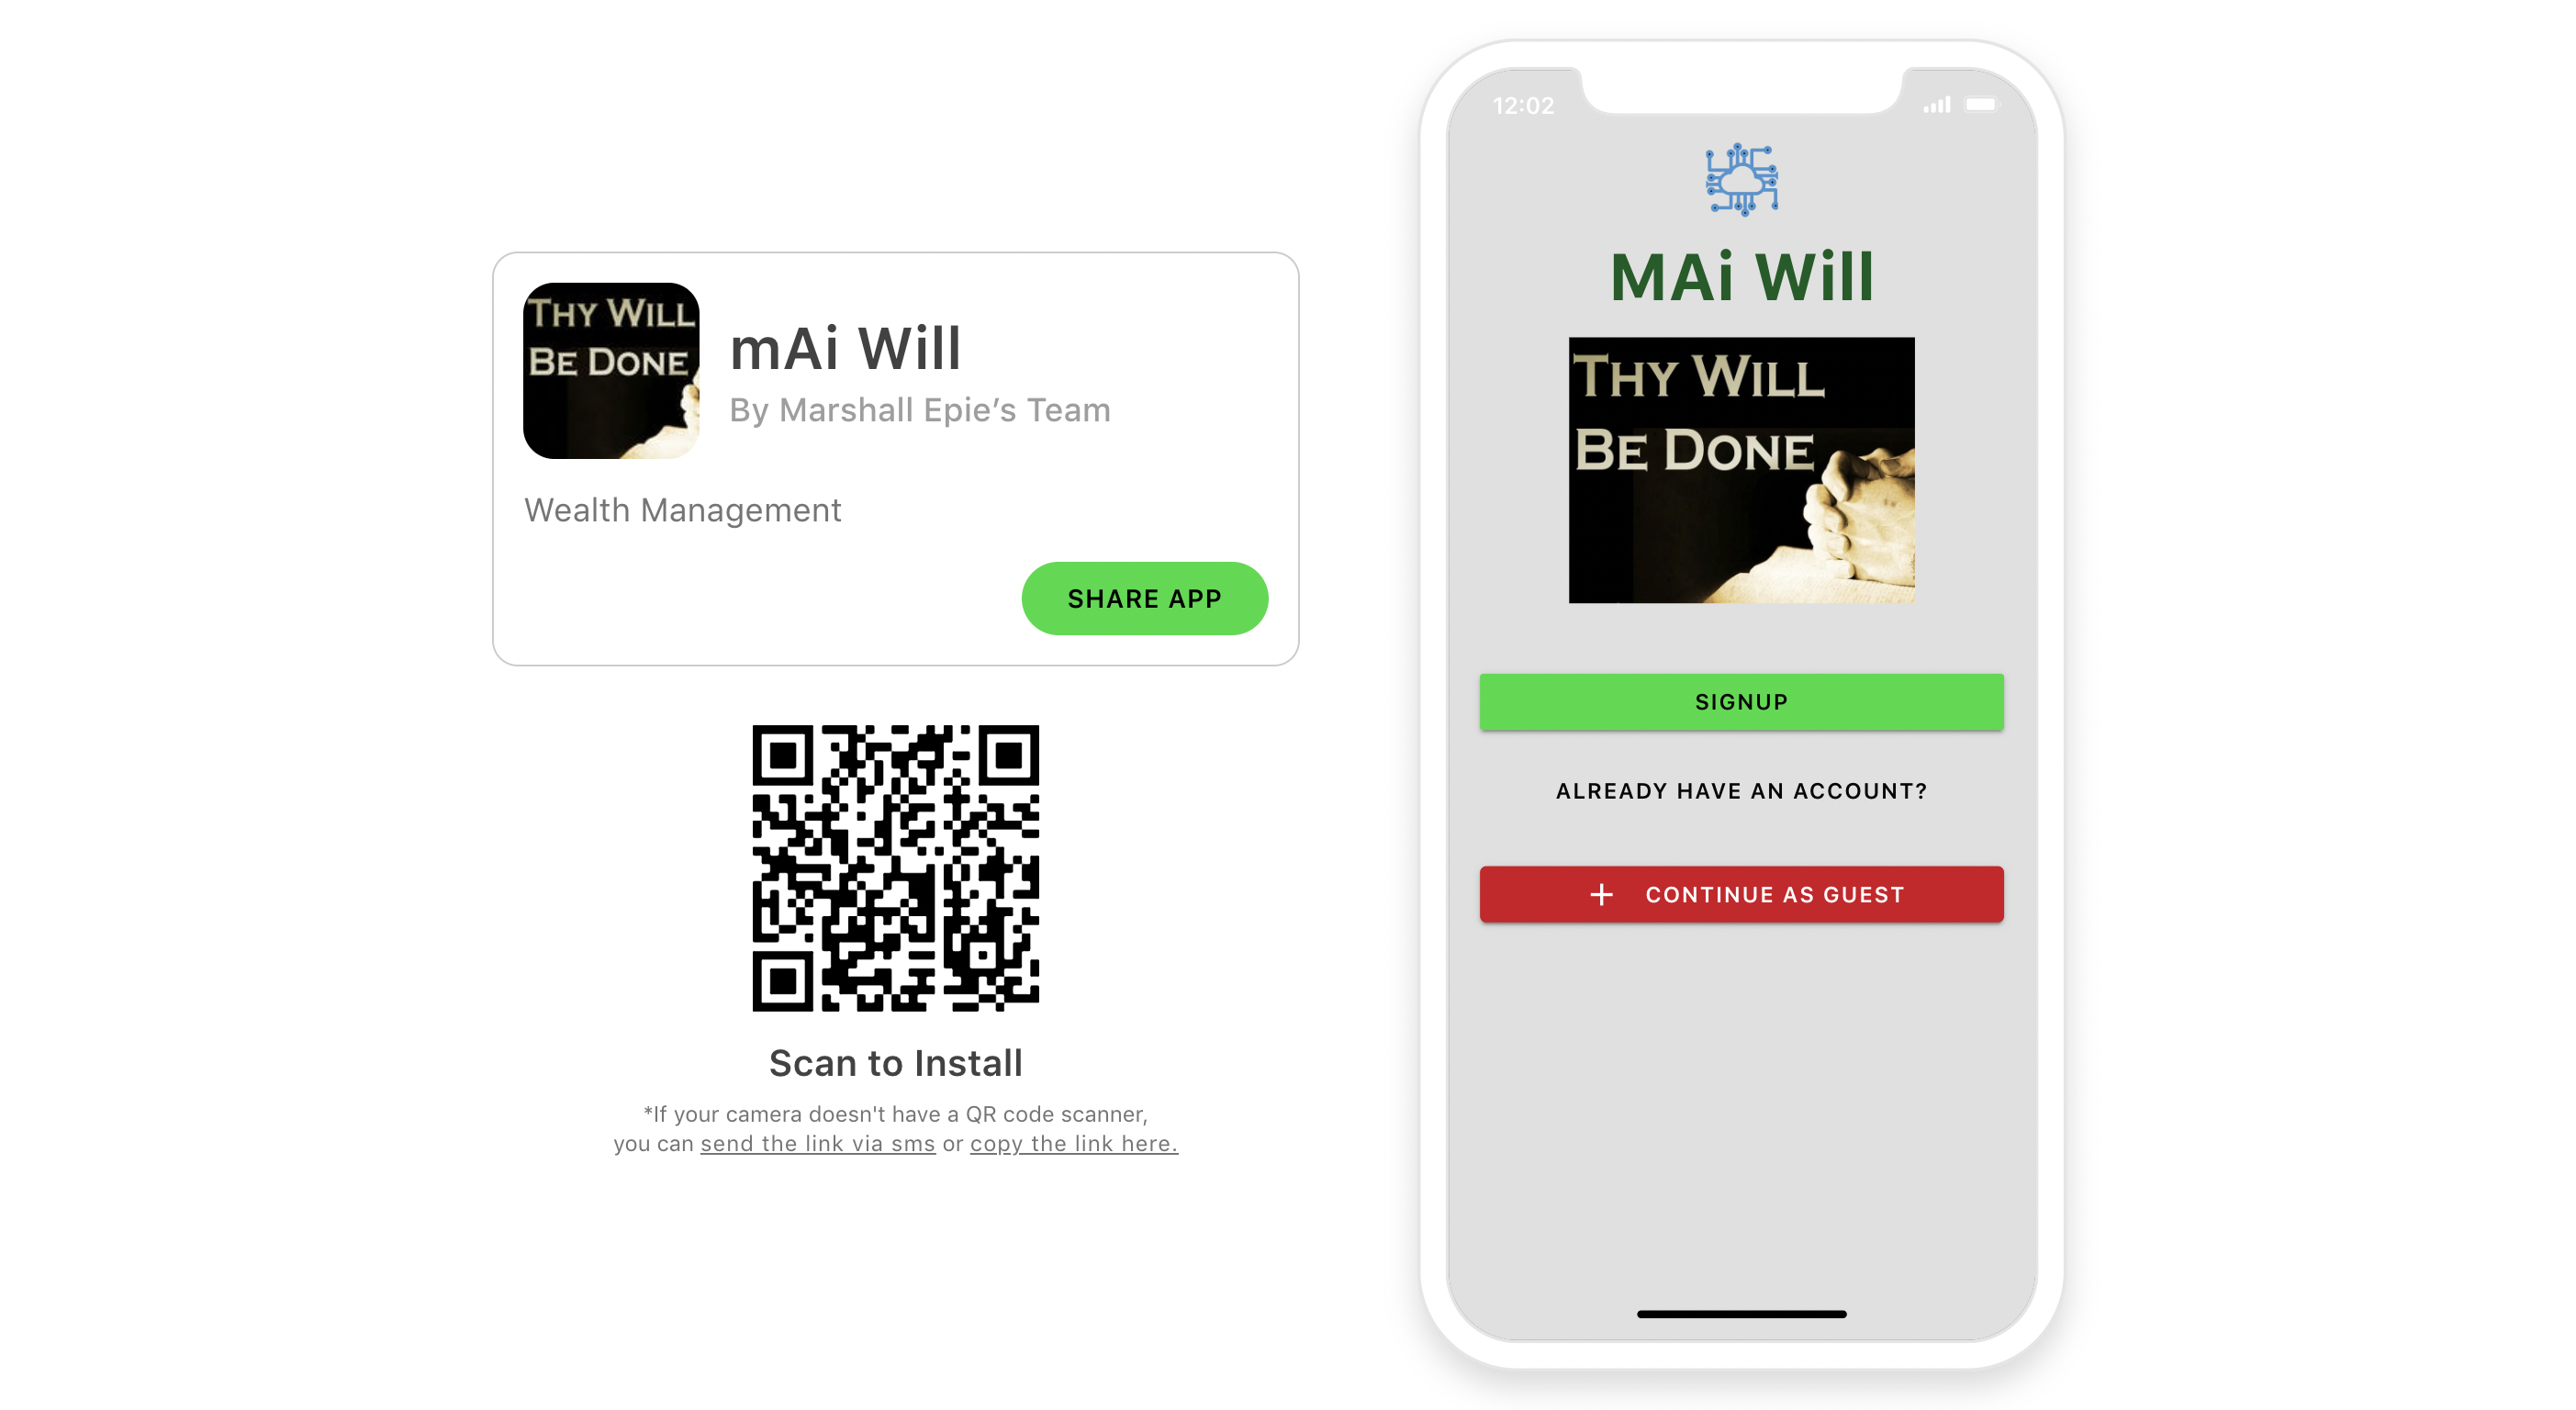 THY WILL
BE DONE
mAi Will
By Marshall Epie’s Team
Wealth Management
SHARE APP
Scan to Install
*If your camera doesn't have a QR code scanner,
you can send the link via sms or copy the link here.
12:02
MAi Will
THY WILL
BE DONE
SIGNUP
ALREADY HAVE AN ACCOUNT?
+ CONTINUE AS GUEST